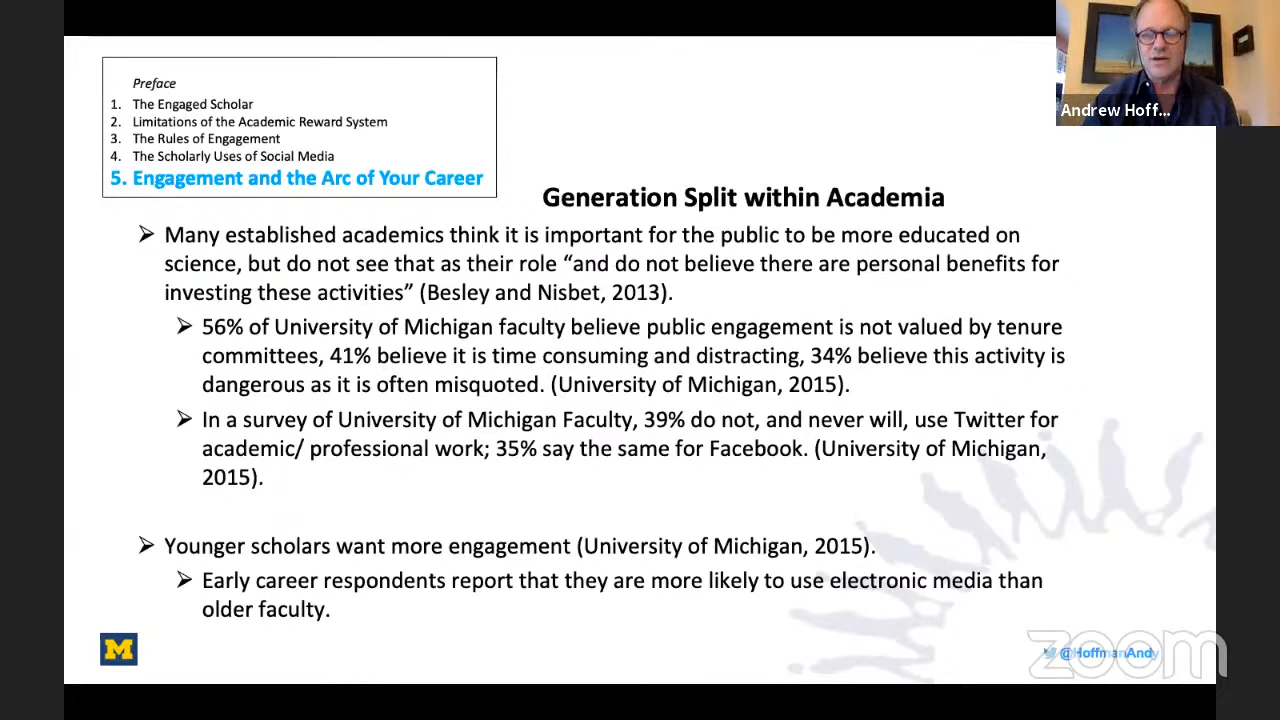 Preface
1. The Engaged Scholar
2. Limitations of the Academic Reward System
3. The Rules of Engagement
4. The Scholarly Uses of Social Media
5. Engagement and the Arc of Your Career
Andrew Hoff...
Generation Split within Academia
➢ Many established academics think it is important for the public to be more educated on
science, but do not see that as their role “and do not believe there are personal benefits for
investing these activities” (Besley and Nisbet, 2013).
➢ 56% of University of Michigan faculty believe public engagement is not valued by tenure
committees, 41% believe it is time consuming and distracting, 34% believe this activity is
dangerous as it is often misquoted. (University of Michigan, 2015).
➢ In a survey of University of Michigan Faculty, 39% do not, and never will, use Twitter for
academic/ professional work; 35% say the same for Facebook. (University of Michigan,
2015).
➢ Younger scholars want more engagement (University of Michigan, 2015).
➢ Early career respondents report that they are more likely to use electronic media than
older faculty.
M
@HoffmanAndy
zoom